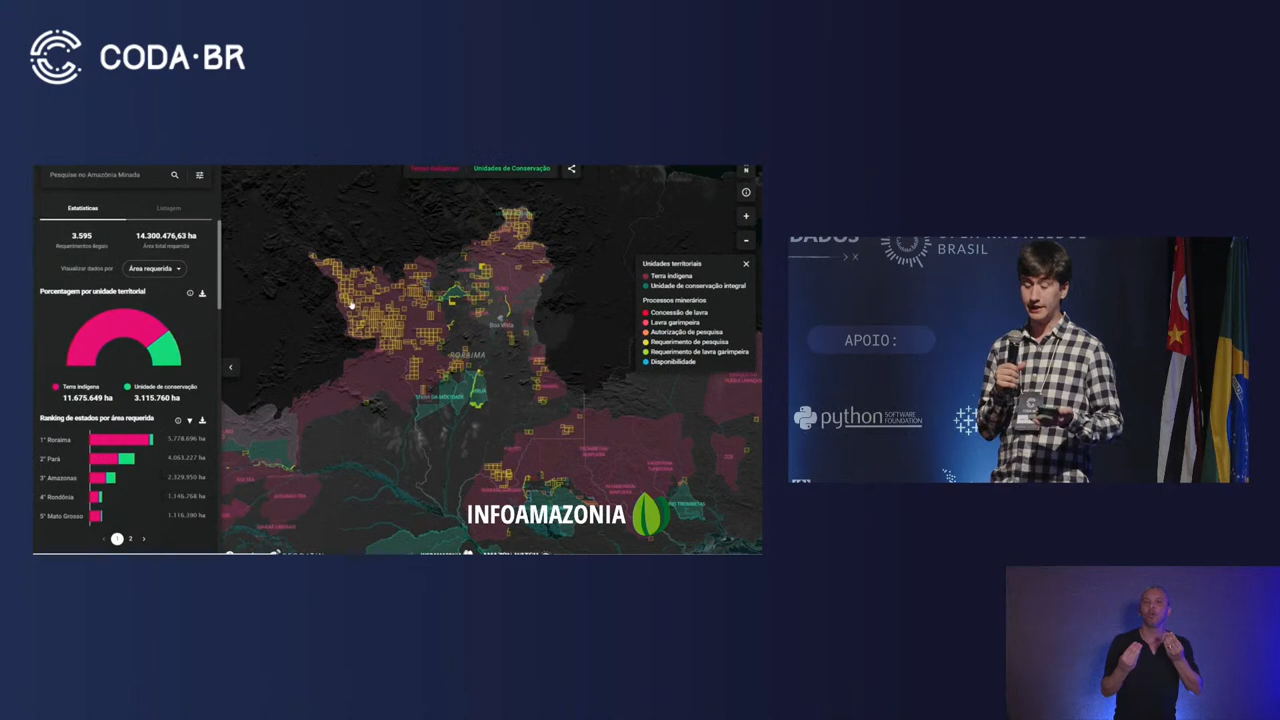 CODA·BR
Pesquise no Amazônia Minada
Estatísticas
Listagem
3.595
Requerimentos ilegais
14.300.476,63 ha
Área total requerida
Visualizar dados por
Área requerida
Porcentagem por unidade territorial
Terra indígena
11.675.649 ha
Unidade de conservação
3.115.760 ha
Ranking de estados por área requerida
1° Roraima
5,778.696 ha
2° Pará
4,063.227 ha
3° Amazonas
2,329.950 ha
4° Rondônia
1,146.768 ha
5° Mato Grosso
1,116.390 ha
1
2
Unidades de Conservação
N
+
-
Unidades territoriais
Terra indígena
Unidade de conservação integral
Processos minerários
Concessão de lavra
Lavra garimpeira
Autorização de pesquisa
Requerimento de pesquisa
Requerimento de lavra garimpeira
Disponibilidade
Boa Vista
RORAIMA
INFOAMAZONIA
DADOS
OPEN KNOWLEDGE
BRASIL
APOIO:
python
SOFTWARE
FOUNDATION